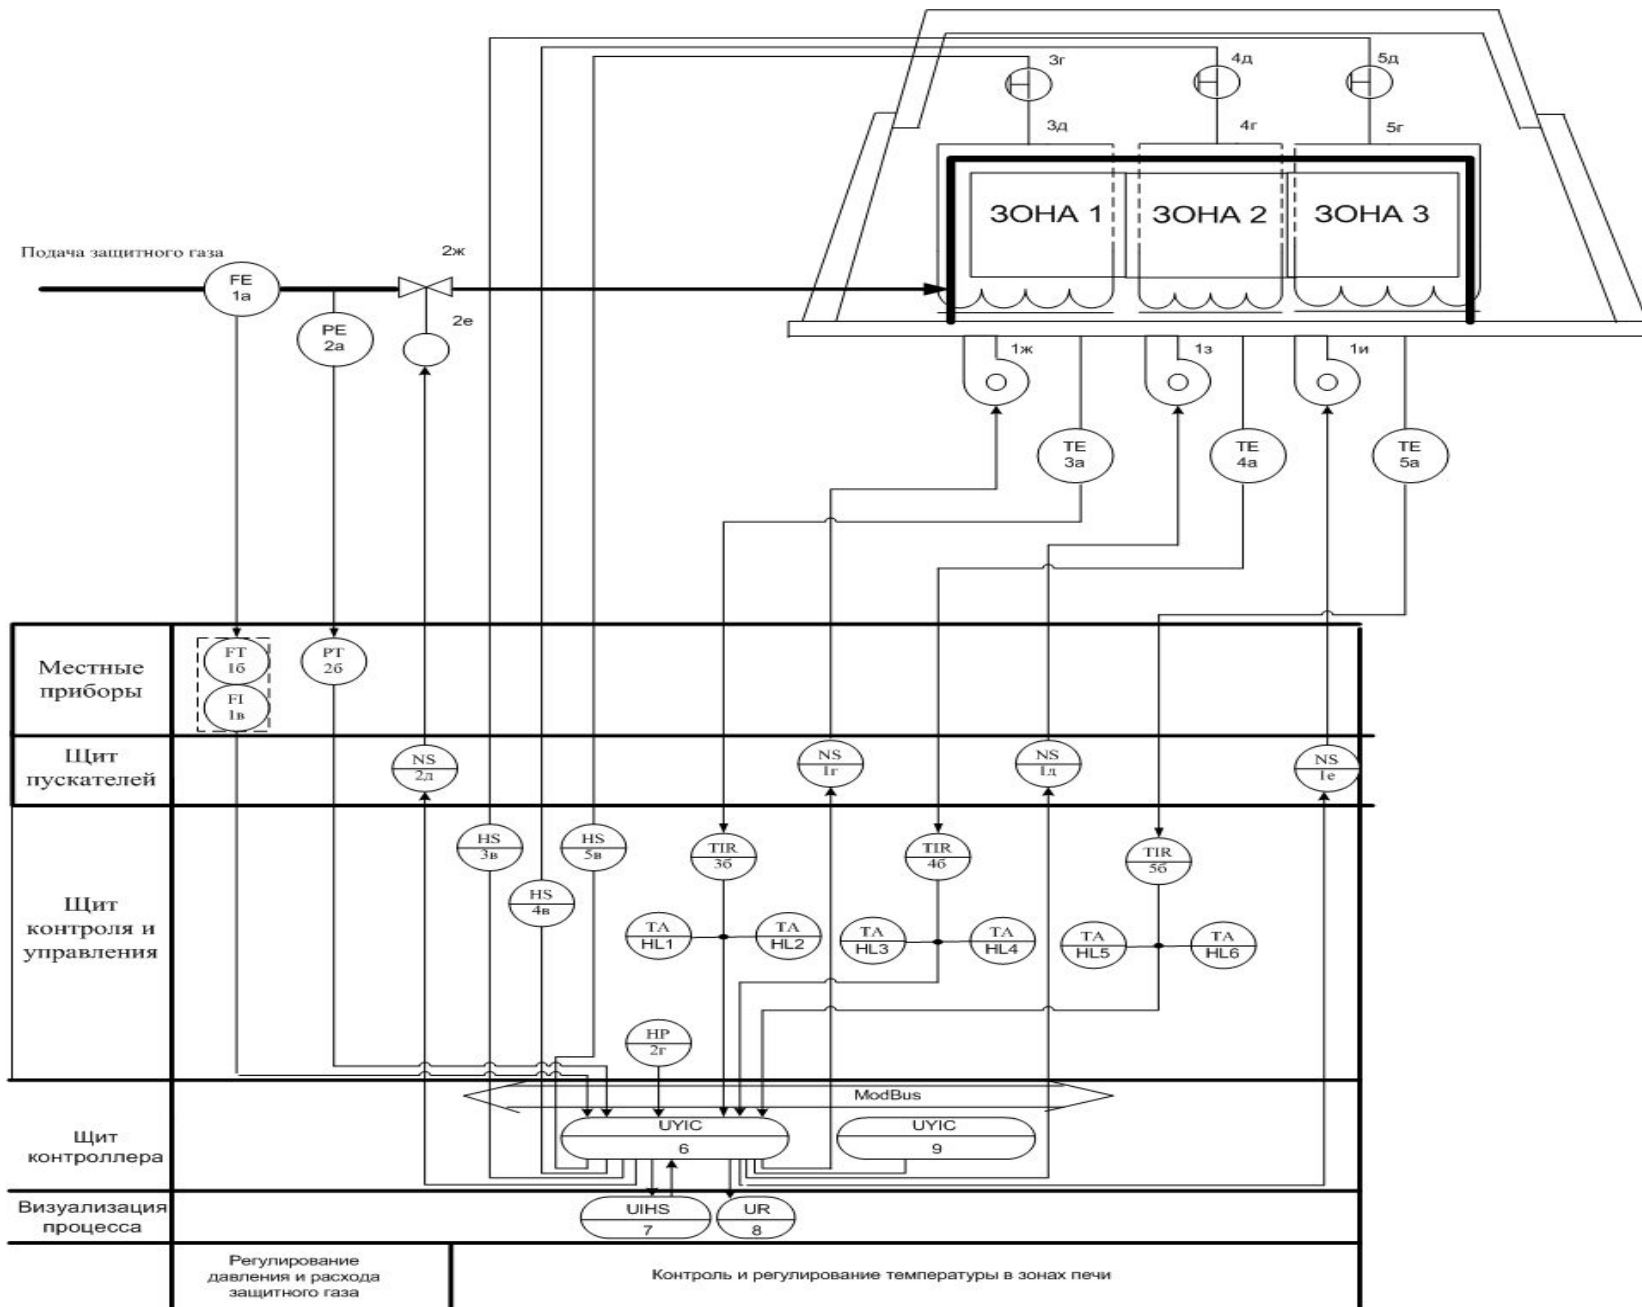 3г
4д
5д
3д
4г
5г
ЗОНА 1
ЗОНА 2
ЗОНА 3
Подача защитного газа
2ж
FE
1а
PE
2а
2е
1ж
1з
1и
TE
3а
TE
4а
TE
5а
Местные
приборы
FT
1б
FI
1в
PT
2б
Щит
пускателей
NS
2д
NS
1г
NS
1д
NS
1е
Щит
контроля и
управления
HS
3в
HS
4в
HS
5в
TIR
3б
TIR
4б
TIR
5б
TA
HL1
TA
HL2
TA
HL3
TA
HL4
TA
HL5
TA
HL6
HP
2г
ModBus
Щит
контроллера
UYIC
6
UYIC
9
Визуализация
процесса
UIHS
7
UR
8
Регулирование
давления и расхода
защитного газа
Контроль и регулирование температуры в зонах печи